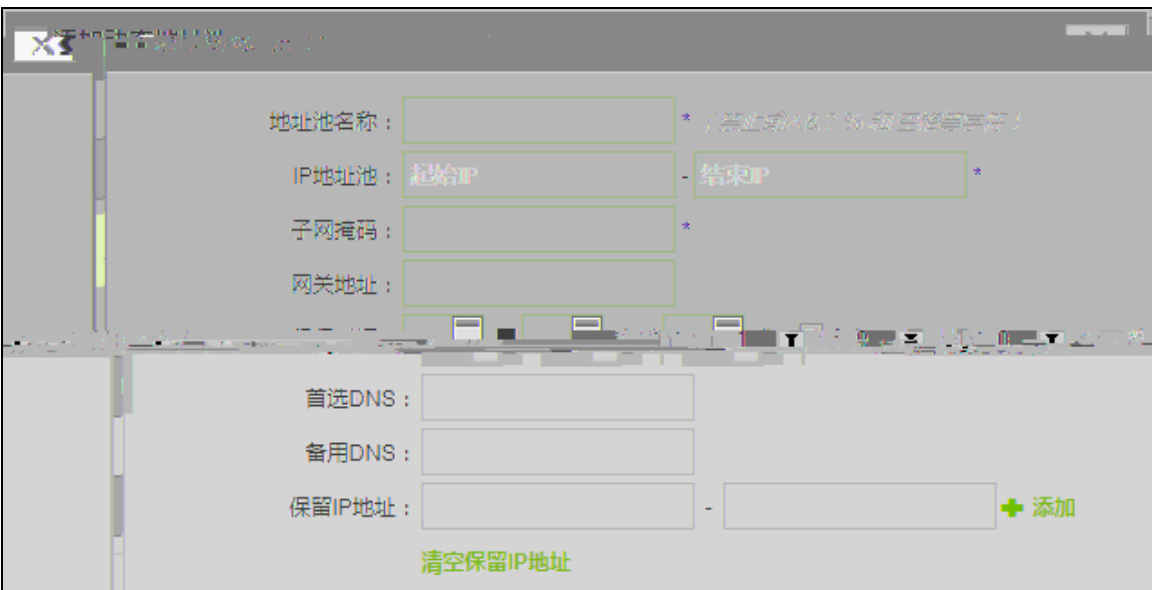 地址池名称： *
IP地址池： 起始IP - 结束IP *
子网掩码： *
网关地址：
首选DNS：
备用DNS：
保留IP地址： - 添加
清空保留IP地址